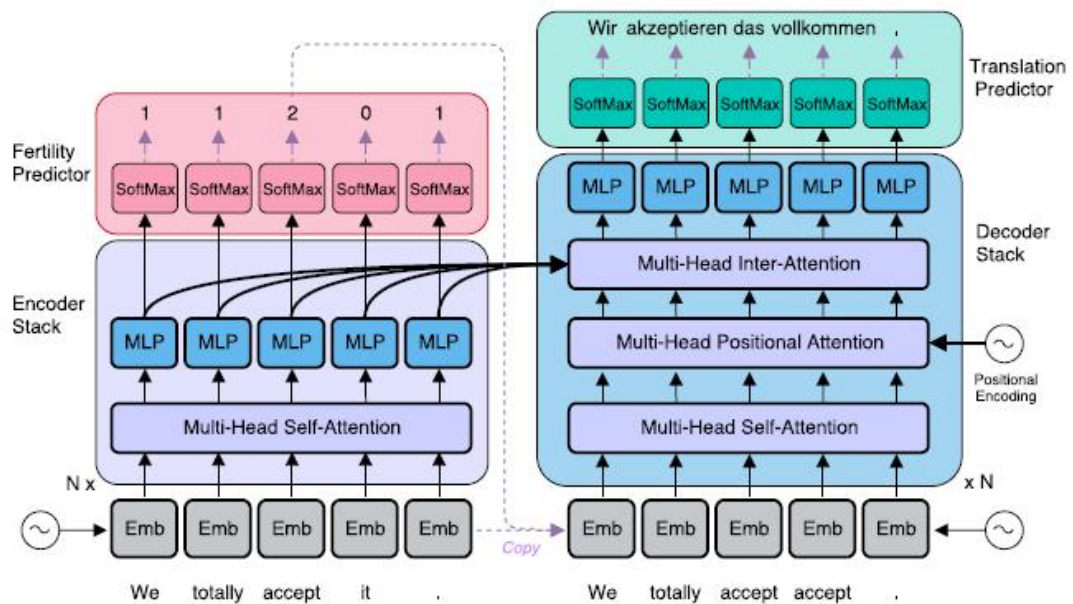 Wir akzeptieren das vollkommen .
Translation
Predictor
SoftMax SoftMax SoftMax SoftMax SoftMax
1 1 2 0 1
Fertility
Predictor
SoftMax SoftMax SoftMax SoftMax SoftMax
MLP MLP MLP MLP MLP
Decoder
Stack
Multi-Head Inter-Attention
Encoder
Stack
MLP MLP MLP MLP MLP
Multi-Head Positional Attention
Positional
Encoding
Multi-Head Self-Attention
Multi-Head Self-Attention
N x
x N
Emb Emb Emb Emb Emb
Copy
Emb Emb Emb Emb Emb
We totally accept it .
We totally accept accept .